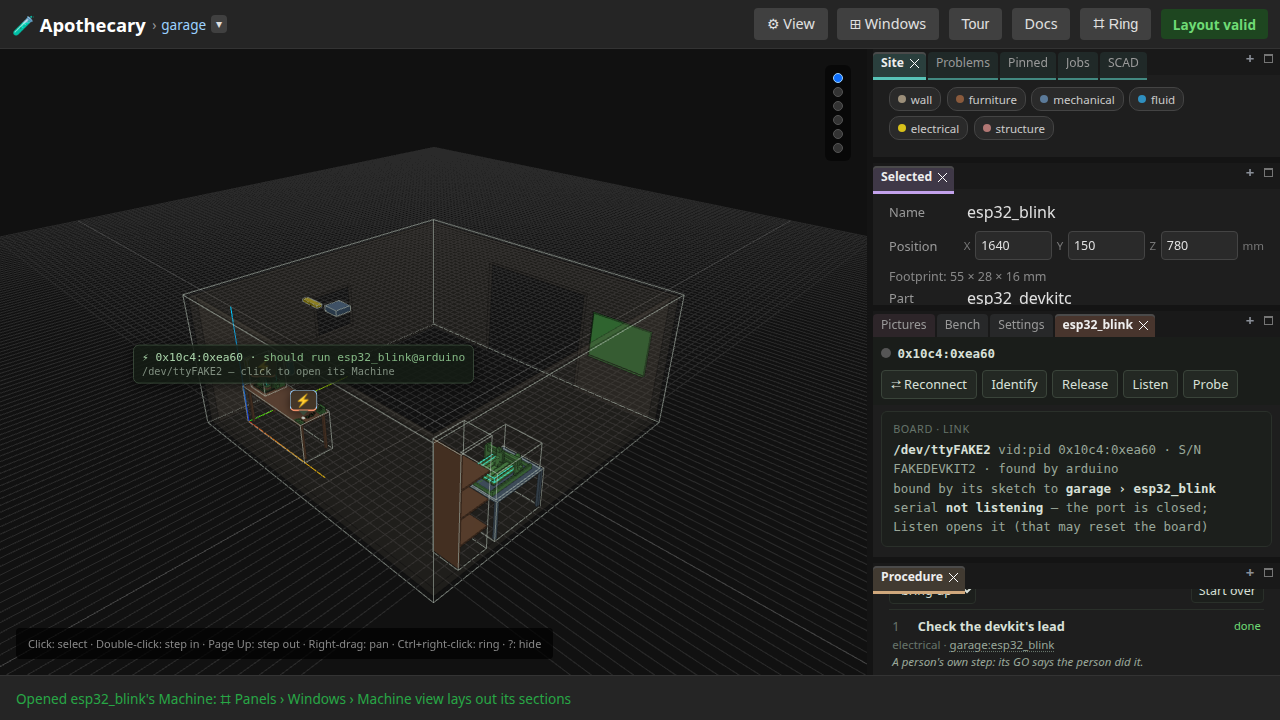 Apothecary › garage ▾
⚙ View
⊞ Windows
Tour
Docs
⌗ Ring
Layout valid
Site
Problems
Pinned
Jobs
SCAD
wall
furniture
mechanical
fluid
electrical
structure
Selected
Name esp32_blink
Position X 1640 Y 150 Z 780 mm
Footprint: 55 × 28 × 16 mm
Part esp32_devkitc
Pictures
Bench
Settings
esp32_blink
0x10c4:0xea60
⇄ Reconnect
Identify
Release
Listen
Probe
BOARD · LINK
/dev/ttyFAKE2 vid:pid 0x10c4:0xea60 · S/N
FAKEDEVKIT2 · found by arduino
bound by its sketch to garage › esp32_blink
serial not listening — the port is closed;
Listen opens it (that may reset the board)
Procedure
Bring-up
Start over
1 Check the devkit's lead done
electrical · garage:esp32_blink
A person's own step: its GO says the person did it.
⚡ 0x10c4:0xea60 · should run esp32_blink@arduino
/dev/ttyFAKE2 — click to open its Machine
Click: select · Double-click: step in · Page Up: step out · Right-drag: pan · Ctrl+right-click: ring · ?: hide
Opened esp32_blink's Machine: ⌗ Panels › Windows › Machine view lays out its sections